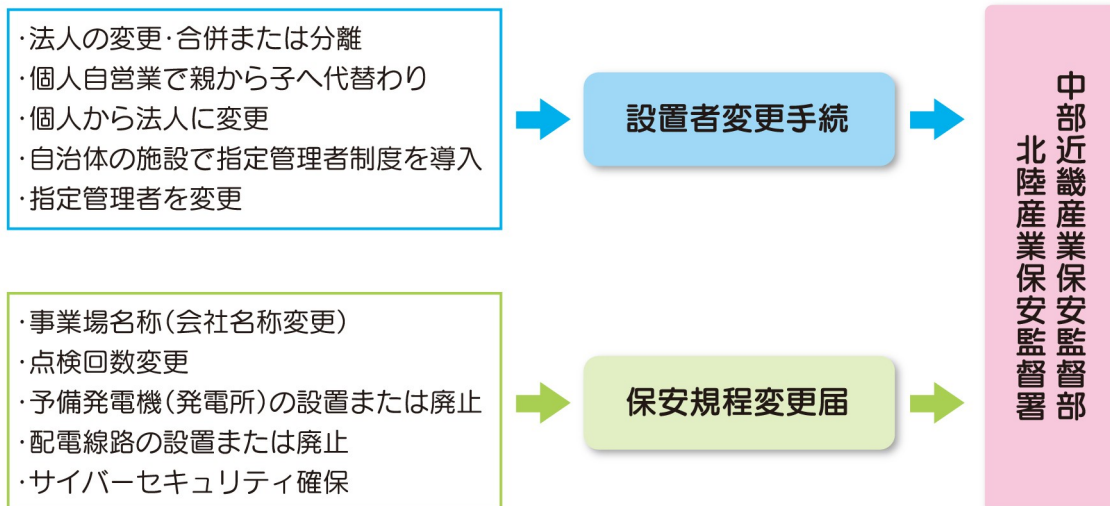 ・法人の変更・合併または分離
・個人自営業で親から子へ代替わり
・個人から法人に変更
・自治体の施設で指定管理者制度を導入
・指定管理者を変更
設置者変更手続
・事業場名称(会社名称変更)
・点検回数変更
・予備発電機(発電所)の設置または廃止
・配電線路の設置または廃止
・サイバーセキュリティ確保
保安規程変更届
中部近畿産業保安監督部
北陸産業保安監督署